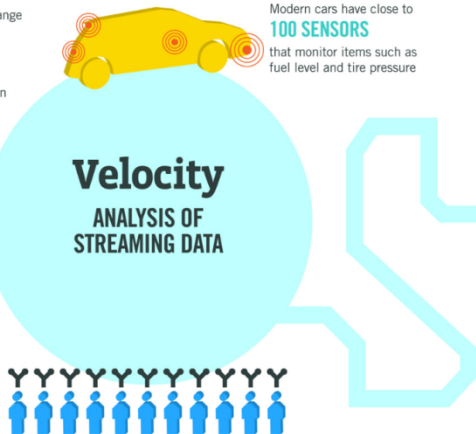 ange
n
Modern cars have close to
100 SENSORS
that monitor items such as
fuel level and tire pressure
Velocity
ANALYSIS OF
STREAMING DATA